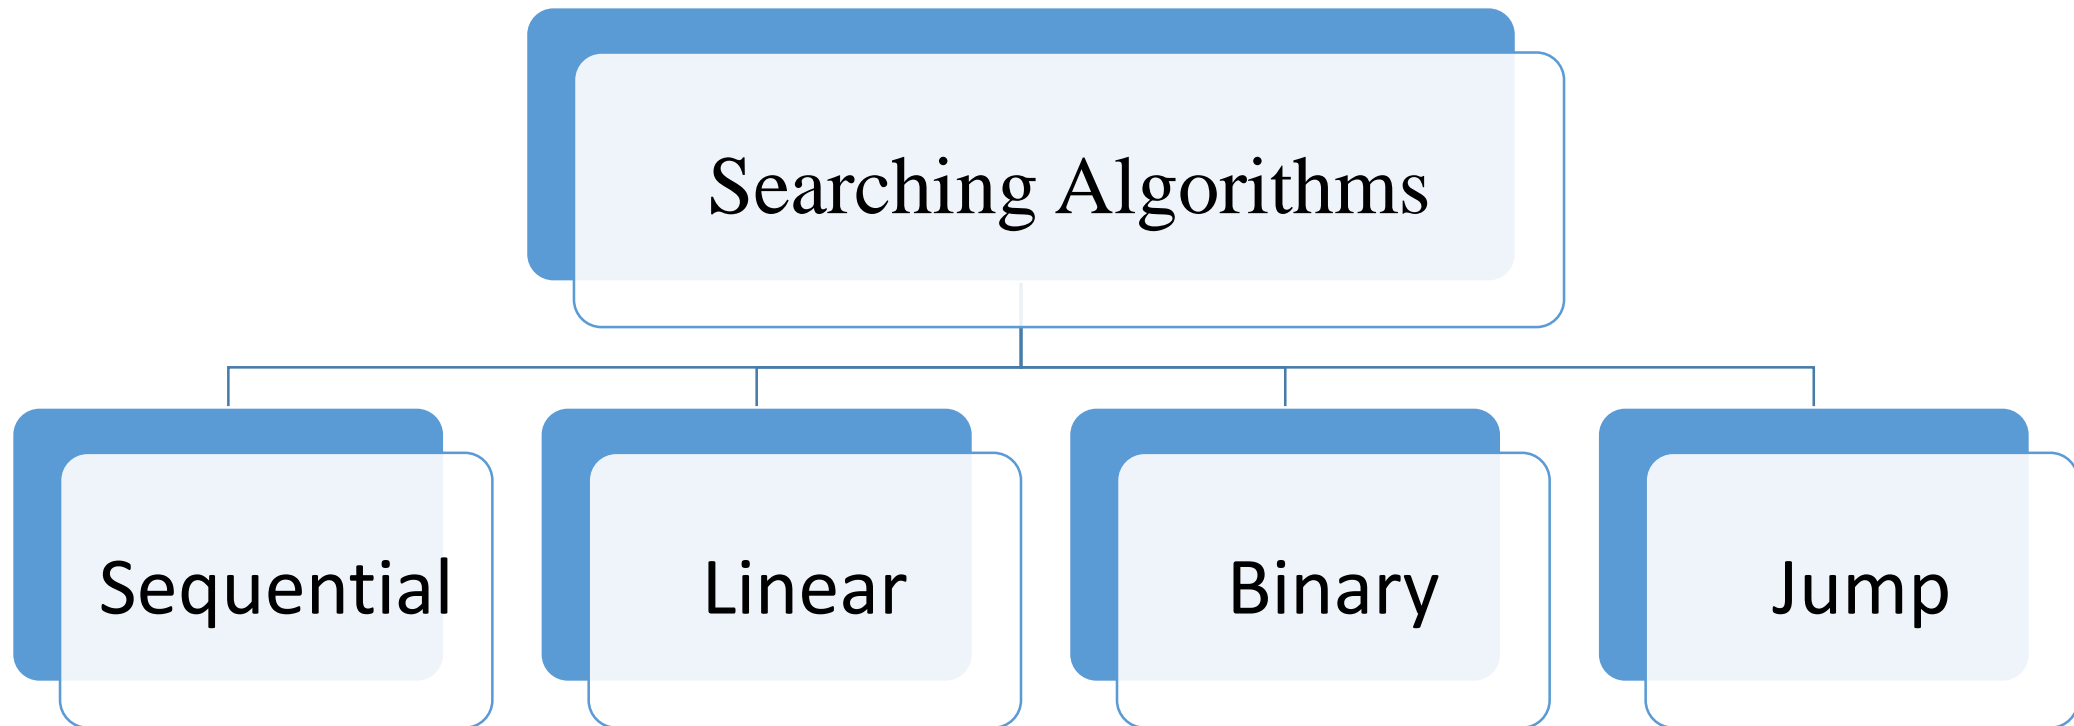 Searching Algorithms
Sequential
Linear
Binary
Jump